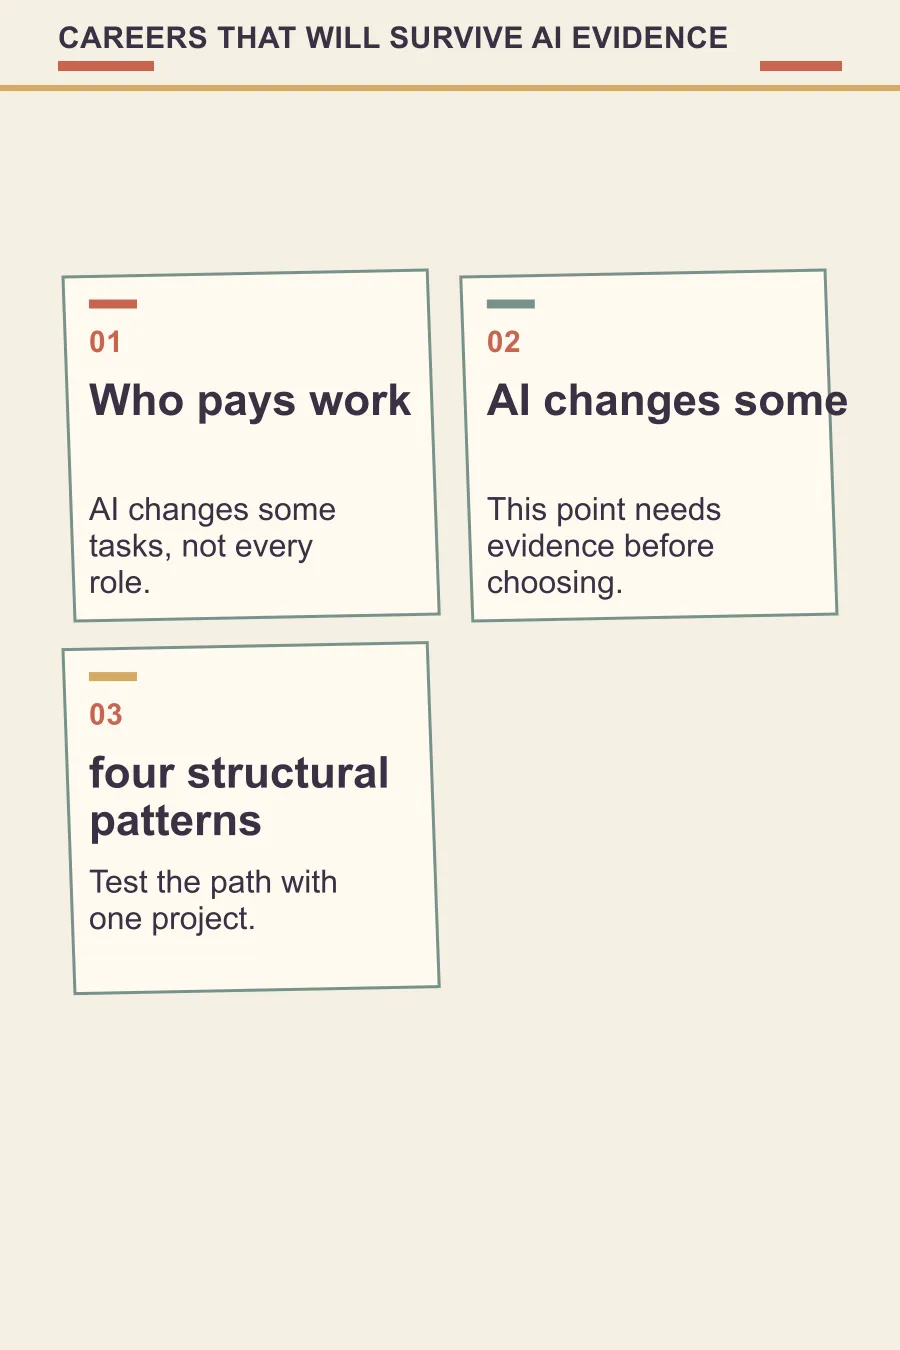 CAREERS THAT WILL SURVIVE AI EVIDENCE
01
Who pays work
AI changes some
tasks, not every
role.
02
AI changes some
This point needs
evidence before
choosing.
03
four structural
patterns
Test the path with
one project.